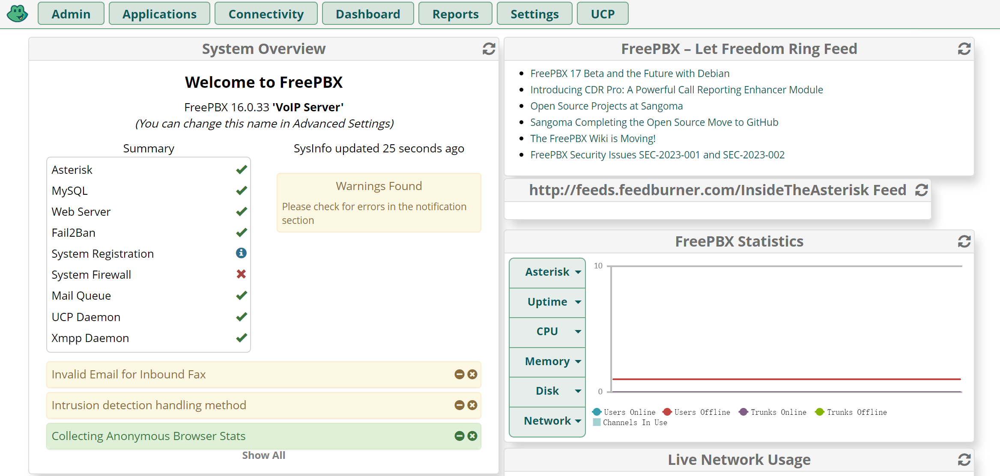 Admin
Applications
Connectivity
Dashboard
Reports
Settings
UCP
System Overview
Welcome to FreePBX
FreePBX 16.0.33 'VoIP Server'
(You can change this name in Advanced Settings)
Summary
Asterisk
MySQL
Web Server
Fail2Ban
System Registration
System Firewall
Mail Queue
UCP Daemon
Xmpp Daemon
SysInfo updated 25 seconds ago
Warnings Found
Please check for errors in the notification
section
Invalid Email for Inbound Fax
Intrusion detection handling method
Collecting Anonymous Browser Stats
Show All
FreePBX – Let Freedom Ring Feed
FreePBX 17 Beta and the Future with Debian
Introducing CDR Pro: A Powerful Call Reporting Enhancer Module
Open Source Projects at Sangoma
Sangoma Completing the Open Source Move to GitHub
The FreePBX Wiki is Moving!
FreePBX Security Issues SEC-2023-001 and SEC-2023-002
http://feeds.feedburner.com/InsideTheAsterisk Feed
FreePBX Statistics
Asterisk
Uptime
CPU
Memory
Disk
Network
10
0
Users Online Users Offline Trunks Online Trunks Offline
Channels In Use
Live Network Usage